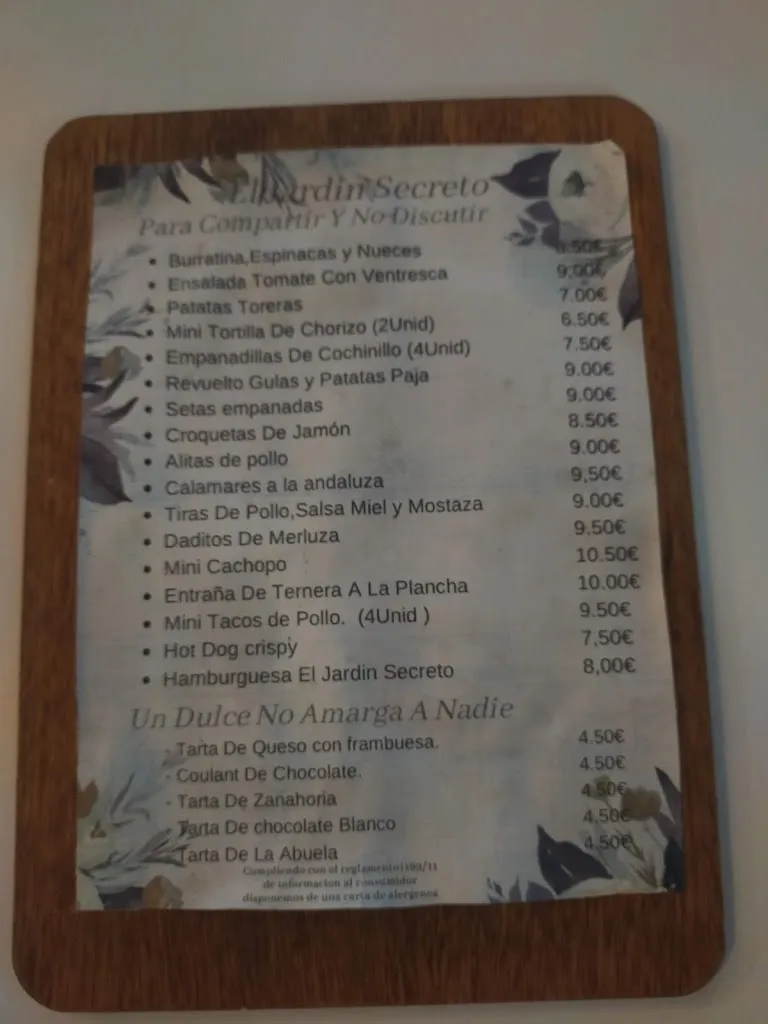 El Jardin Secreto
Para Compartir Y No Discutir
• Burratina,Espinacas y Nueces
• Ensalada Tomate Con Ventresca 9,00€
• Patatas Toreras 7.00€
• Mini Tortilla De Chorizo (2Unid) 6.50€
• Empanadillas De Cochinillo (4Unid) 7.50€
• Revuelto Gulas y Patatas Paja 9.00€
• Setas empanadas 9.00€
• Croquetas De Jamón 8.50€
• Alitas de pollo 9.00€
• Calamares a la andaluza 9,50€
• Tiras De Pollo,Salsa Miel y Mostaza 9.00€
• Daditos De Merluza 9.50€
• Mini Cachopo 10.50€
• Entraña De Ternera A La Plancha 10.00€
• Mini Tacos de Pollo. (4Unid ) 9.50€
• Hot Dog crispy 7,50€
• Hamburguesa El Jardin Secreto 8,00€
Un Dulce No Amarga A Nadie
- Tarta De Queso con frambuesa. 4.50€
- Coulant De Chocolate. 4.50€
- Tarta De Zanahoria 4.50€
- Tarta De chocolate Blanco 4.50€
- Tarta De La Abuela 4.50€
Cumpliendo con el reglamento1169/11
de informacion al consumidor
disponemos de una carta de alergenos